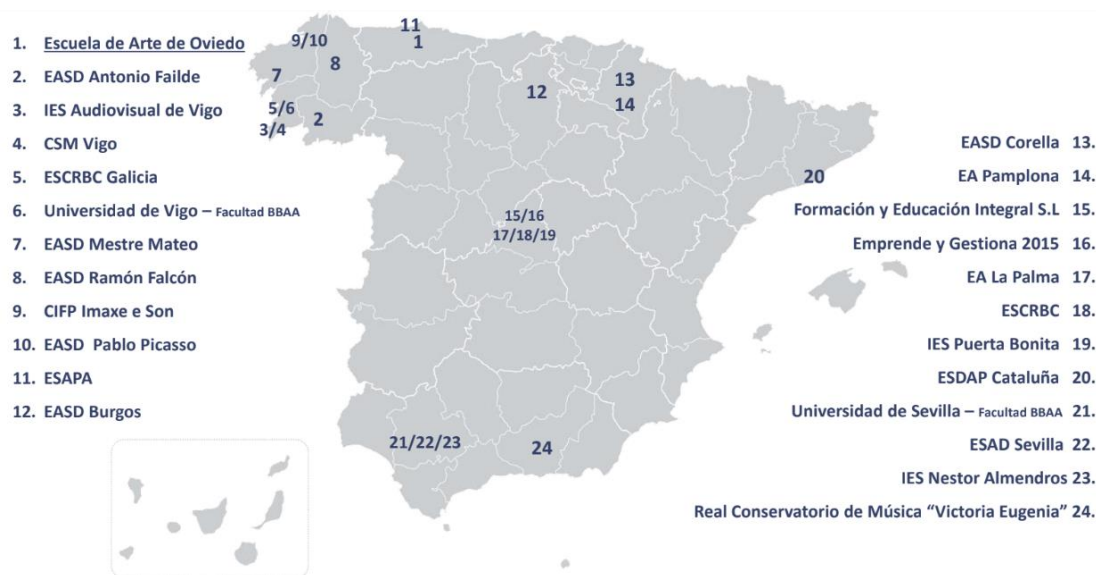 1. Escuela de Arte de Oviedo
2. EASD Antonio Failde
3. IES Audiovisual de Vigo
4. CSM Vigo
5. ESCRBC Galicia
6. Universidad de Vigo – Facultad BBAA
7. EASD Mestre Mateo
8. EASD Ramón Falcón
9. CIFP Imaxe e Son
10. EASD Pablo Picasso
11. ESAPA
12. EASD Burgos
11
9/10
1
8
7
13
12
14
5/6
3/4
2
20
15/16
17/18/19
21/22/23
24
EASD Corella 13.
EA Pamplona 14.
Formación y Educación Integral S.L 15.
Emprende y Gestiona 2015 16.
EA La Palma 17.
ESCRBC 18.
IES Puerta Bonita 19.
ESDAP Cataluña 20.
Universidad de Sevilla – Facultad BBAA 21.
ESAD Sevilla 22.
IES Nestor Almendros 23.
Real Conservatorio de Música “Victoria Eugenia” 24.